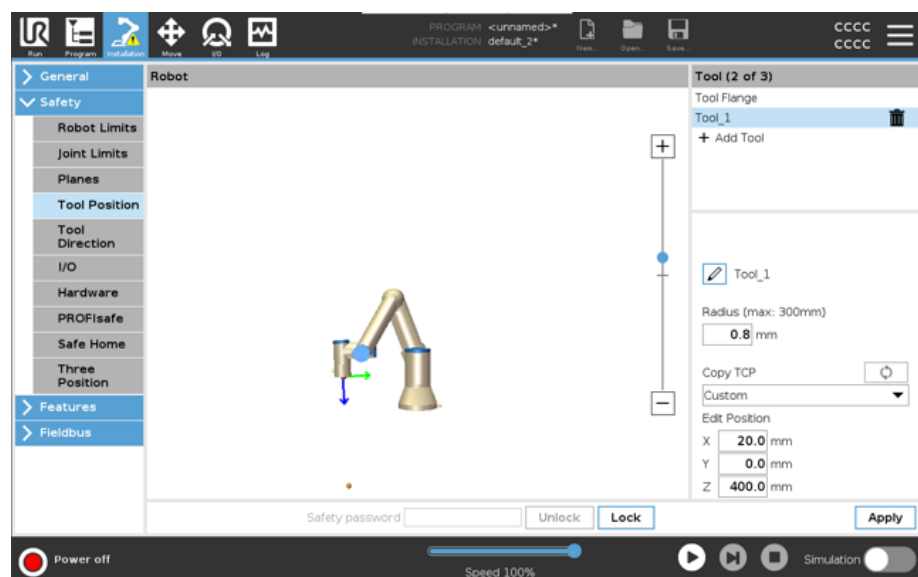 PROGRAM <unnamed>*
INSTALLATION default_2*
Run Program Installation Move I/O Log New... Open... Save...
cccc
cccc
General
Safety
Robot Limits
Joint Limits
Planes
Tool Position
Tool
Direction
I/O
Hardware
PROFIsafe
Safe Home
Three
Position
Features
Fieldbus
Robot
Tool (2 of 3)
Tool Flange
Tool_1
+ Add Tool
Tool_1
Radius (max: 300mm)
0.8 mm
Copy TCP
Custom
Edit Position
X 20.0 mm
Y 0.0 mm
Z 400.0 mm
Safety password Unlock Lock Apply
Power off
Speed 100%
Simulation